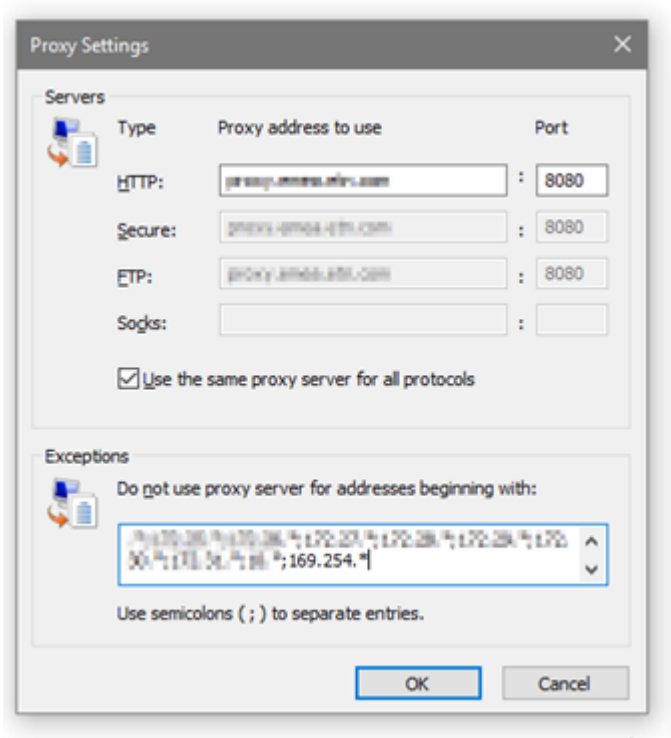 Proxy Settings
Servers
Type Proxy address to use Port
HTTP: : 8080
Secure: : 8080
FTP: : 8080
Socks: :
Use the same proxy server for all protocols
Exceptions
Do not use proxy server for addresses beginning with:
;169.254.*
Use semicolons ( ; ) to separate entries.
OK Cancel